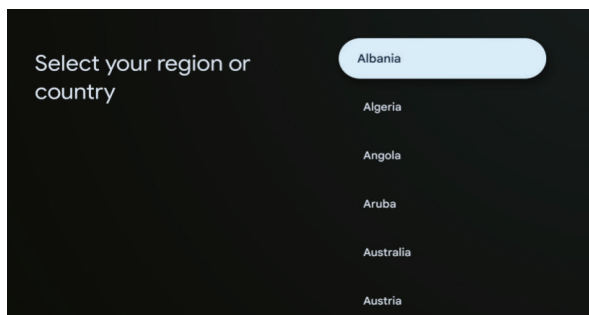 Select your region or
country
Albania
Algeria
Angola
Aruba
Australia
Austria